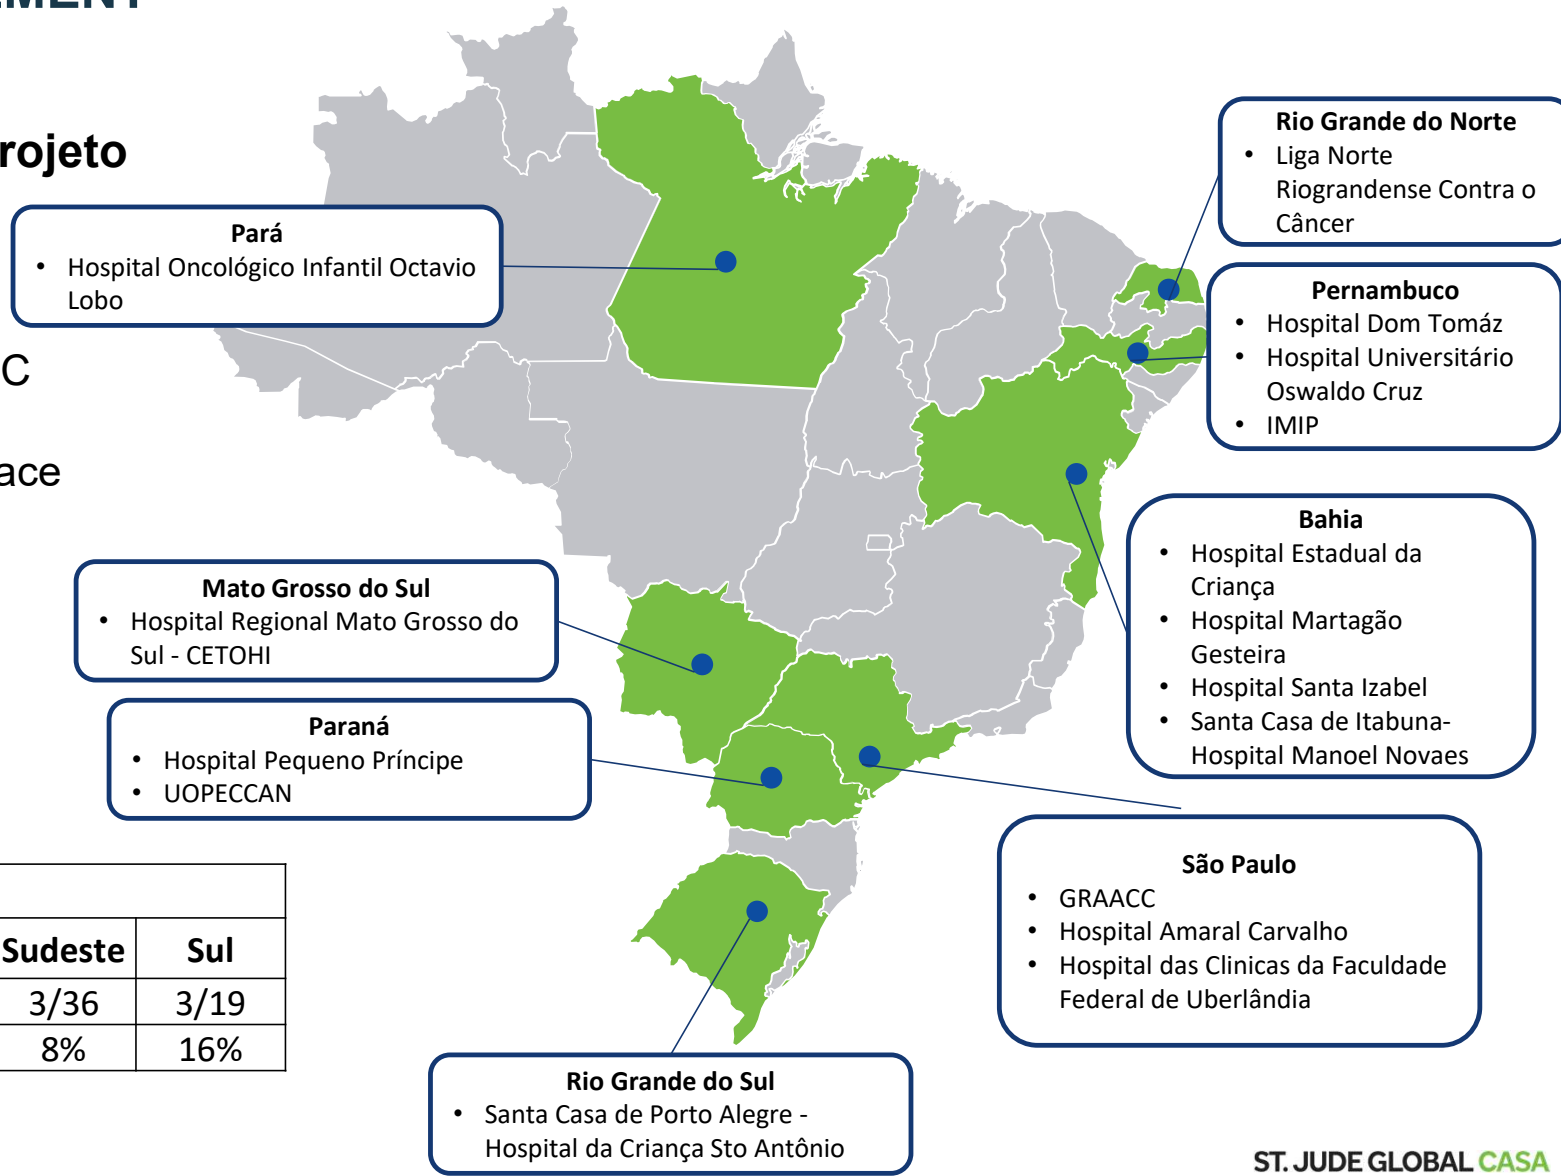 rojeto
Rio Grande do Norte
• Liga Norte
Riograndense Contra o
Câncer
Pará
• Hospital Oncológico Infantil Octavio
Lobo
Pernambuco
• Hospital Dom Tomáz
• Hospital Universitário
Oswaldo Cruz
• IMIP
C
ace
Bahia
• Hospital Estadual da
Criança
• Hospital Martagão
Gesteira
• Hospital Santa Izabel
• Santa Casa de Itabuna-
Hospital Manoel Novaes
Mato Grosso do Sul
• Hospital Regional Mato Grosso do
Sul - CETOHI
Paraná
• Hospital Pequeno Príncipe
• UOPECCAN
São Paulo
• GRAACC
• Hospital Amaral Carvalho
• Hospital das Clinicas da Faculdade
Federal de Uberlândia
Sudeste Sul
3/36 3/19
8% 16%
Rio Grande do Sul
• Santa Casa de Porto Alegre -
Hospital da Criança Sto Antônio
ST. JUDE GLOBAL CASA